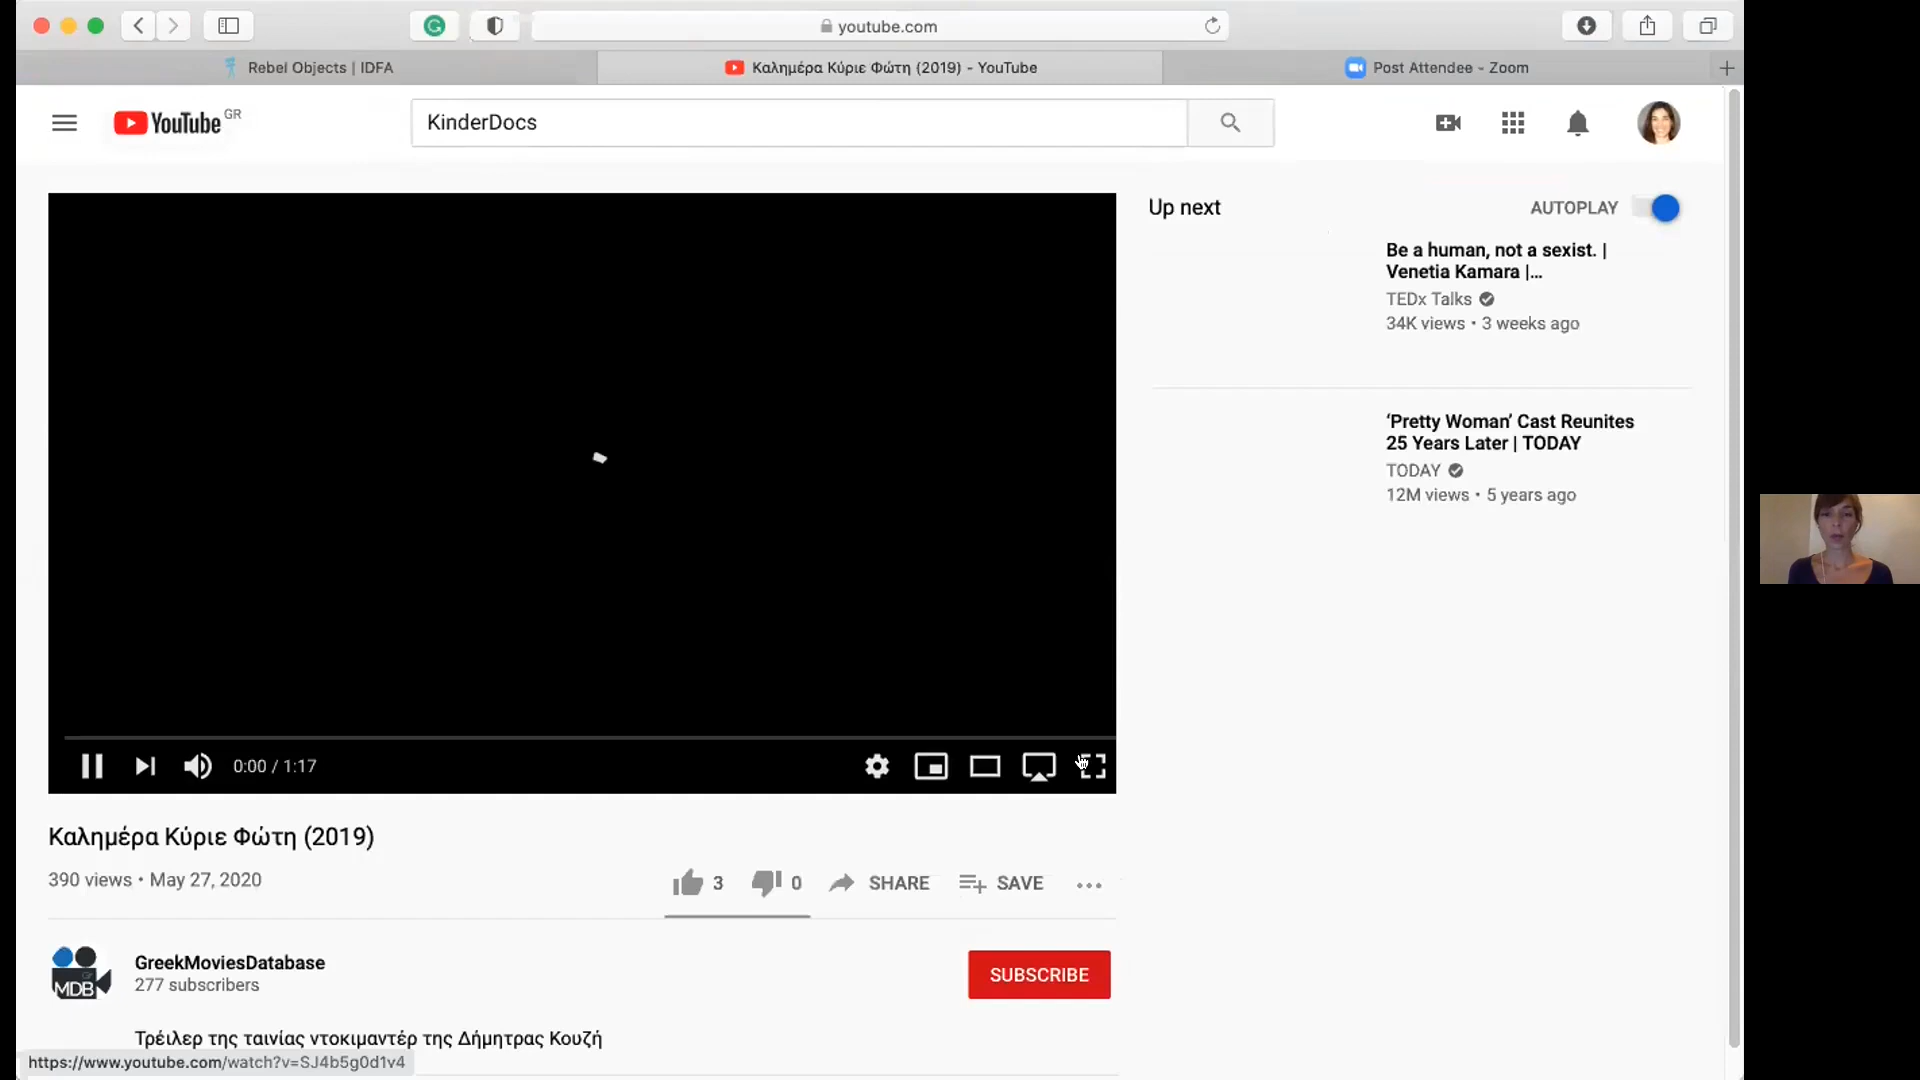 youtube.com
Rebel Objects | IDFA
Καλημέρα Κύριε Φώτη (2019) - YouTube
Post Attendee - Zoom
YouTube GR
KinderDocs
Up next
AUTOPLAY
Be a human, not a sexist. |
Venetia Kamara |...
TEDx Talks
34K views • 3 weeks ago
‘Pretty Woman’ Cast Reunites
25 Years Later | TODAY
TODAY
12M views • 5 years ago
0:00 / 1:17
Καλημέρα Κύριε Φώτη (2019)
390 views • May 27, 2020
3
0
SHARE
SAVE
GR
MDB
GreekMoviesDatabase
277 subscribers
SUBSCRIBE
Τρέιλερ της ταινίας ντοκιμαντέρ της Δήμητρας Κουζή
https://www.youtube.com/watch?v=SJ4b5g0d1v4